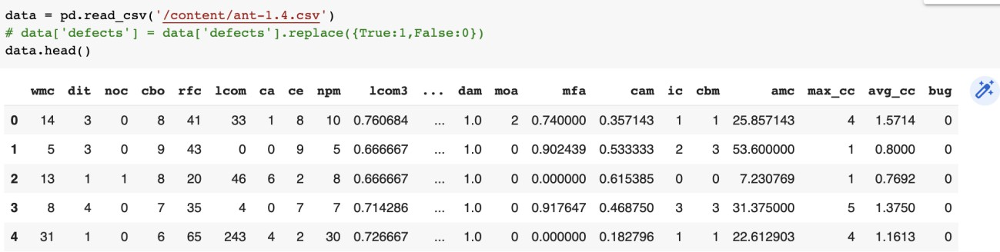 data = pd.read_csv('/content/ant-1.4.csv')
# data['defects'] = data['defects'].replace({True:1,False:0})
data.head()
wmc dit noc cbo rfc lcom ca ce npm lcom3 ... dam moa mfa cam ic cbm amc max_cc avg_cc bug
0 14 3 0 8 41 33 1 8 10 0.760684 ... 1.0 2 0.740000 0.357143 1 1 25.857143 4 1.5714 0
1 5 3 0 9 43 0 0 9 5 0.666667 ... 1.0 0 0.902439 0.533333 2 3 53.600000 1 0.8000 0
2 13 1 1 8 20 46 6 2 8 0.666667 ... 1.0 0 0.000000 0.615385 0 0 7.230769 1 0.7692 0
3 8 4 0 7 35 4 0 7 7 0.714286 ... 1.0 0 0.917647 0.468750 3 3 31.375000 5 1.3750 0
4 31 1 0 6 65 243 4 2 30 0.726667 ... 1.0 0 0.000000 0.182796 1 1 22.612903 4 1.1613 0